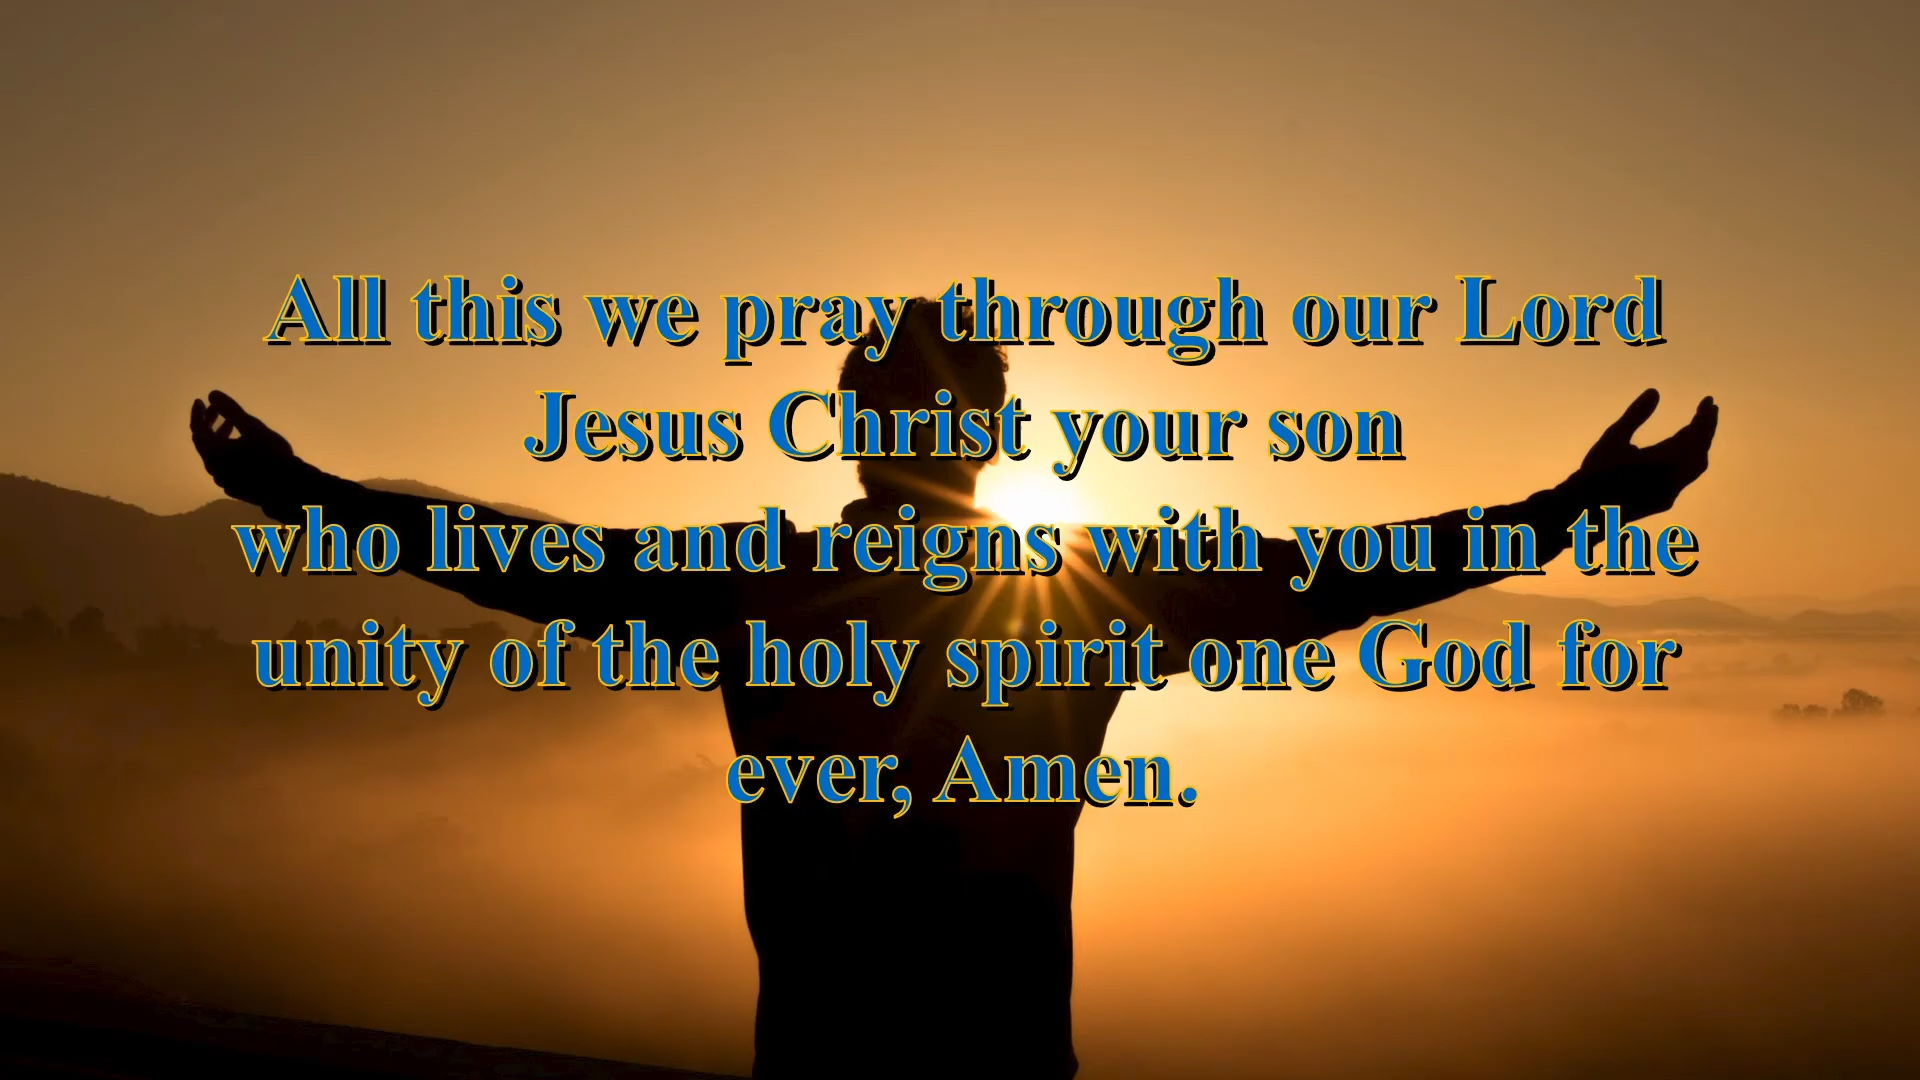 All this we pray through our Lord
Jesus Christ your son
who lives and reigns with you in the
unity of the holy spirit one God for
ever, Amen.